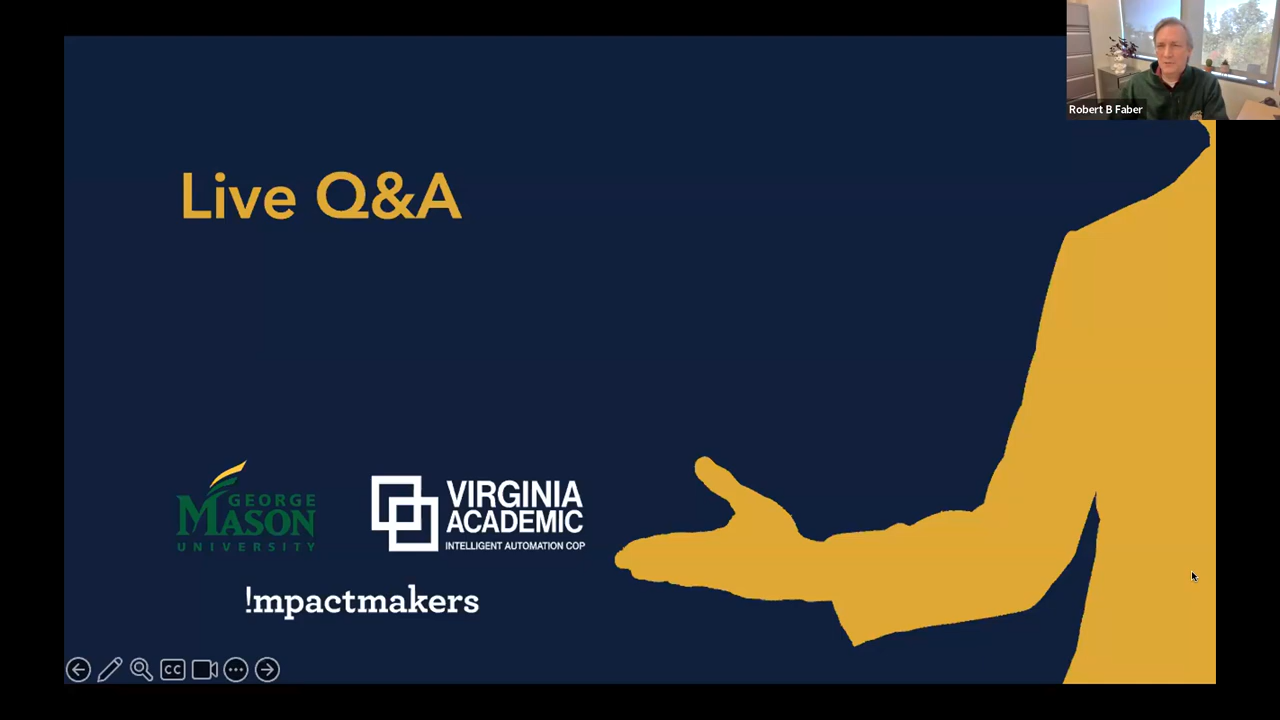 Robert B Faber
Live Q&A
GEORGE
MASON
UNIVERSITY
VIRGINIA
ACADEMIC
INTELLIGENT AUTOMATION COP
!mpactmakers
CC